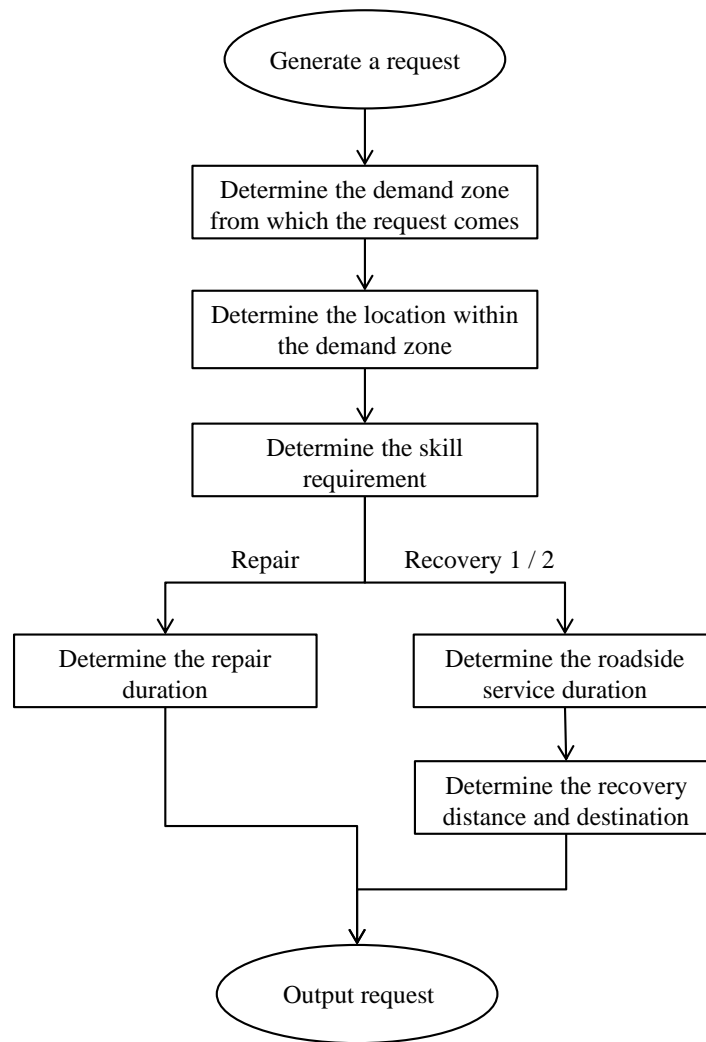 Generate a request
Determine the demand zone
from which the request comes
Determine the location within
the demand zone
Determine the skill
requirement
Repair
Recovery 1 / 2
Determine the repair
duration
Determine the roadside
service duration
Determine the recovery
distance and destination
Output request